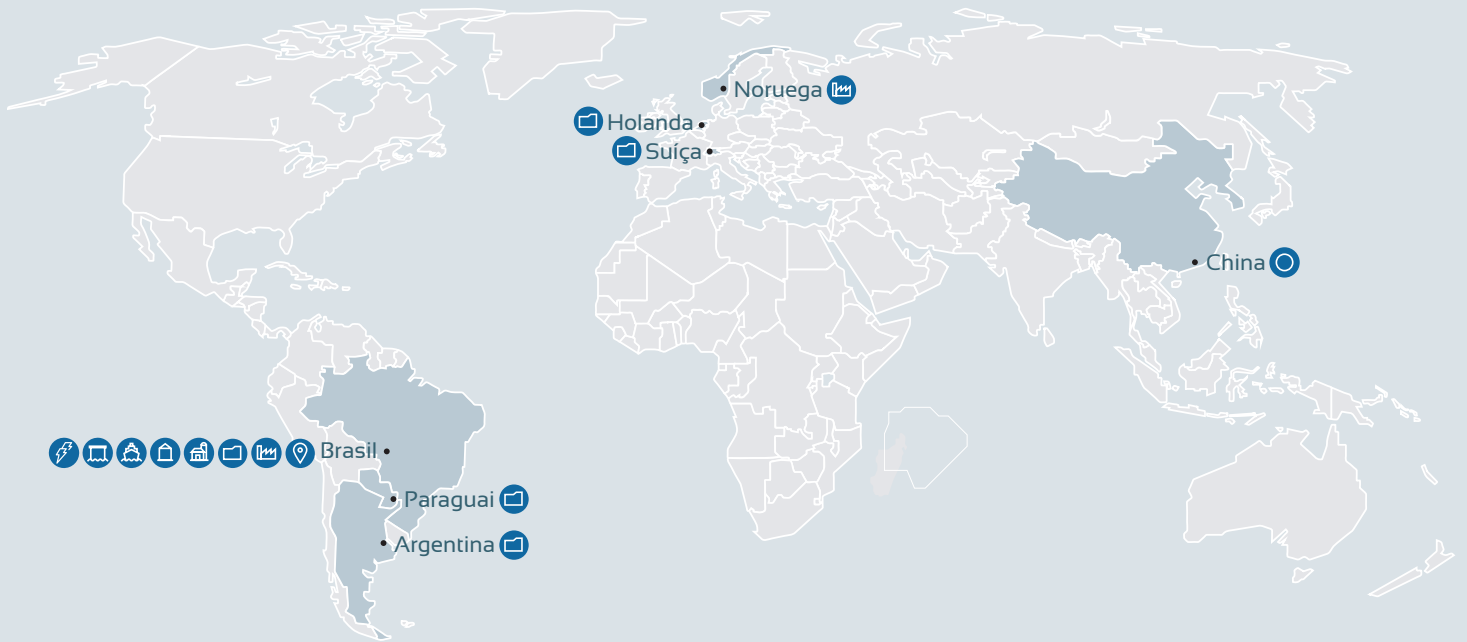 Noruega
Holanda
Suíça
China
Brasil
Paraguai
Argentina